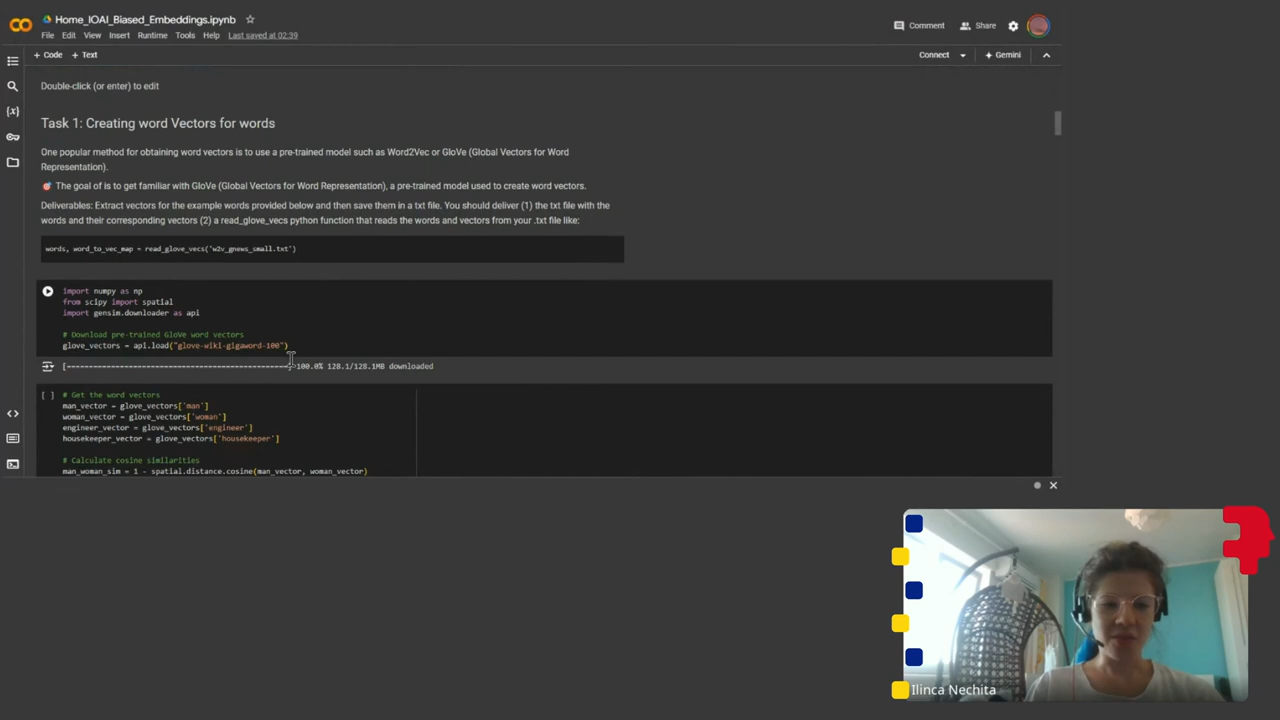 CO
Home_IOAI_Biased_Embeddings.ipynb
Comment
Share
File Edit View Insert Runtime Tools Help Last saved at 02:39
+ Code + Text
Connect
Gemini
Double-click (or enter) to edit
Task 1: Creating word Vectors for words
One popular method for obtaining word vectors is to use a pre-trained model such as Word2Vec or GloVe (Global Vectors for Word
Representation).
🎯 The goal of is to get familiar with GloVe (Global Vectors for Word Representation), a pre-trained model used to create word vectors.
Deliverables: Extract vectors for the example words provided below and then save them in a txt file. You should deliver (1) the txt file with the
words and their corresponding vectors (2) a read_glove_vecs python function that reads the words and vectors from your .txt file like:
words, word_to_vec_map = read_glove_vecs('w2v_gnews_small.txt')
import numpy as np
from scipy import spatial
import gensim.downloader as api
# Download pre-trained GloVe word vectors
glove_vectors = api.load("glove-wiki-gigaword-100")
[==================================================] 100.0% 128.1/128.1MB downloaded
[ ] # Get the word vectors
man_vector = glove_vectors['man']
woman_vector = glove_vectors['woman']
engineer_vector = glove_vectors['engineer']
housekeeper_vector = glove_vectors['housekeeper']
# Calculate cosine similarities
man_woman_sim = 1 - spatial.distance.cosine(man_vector, woman_vector)
Ilinca Nechita